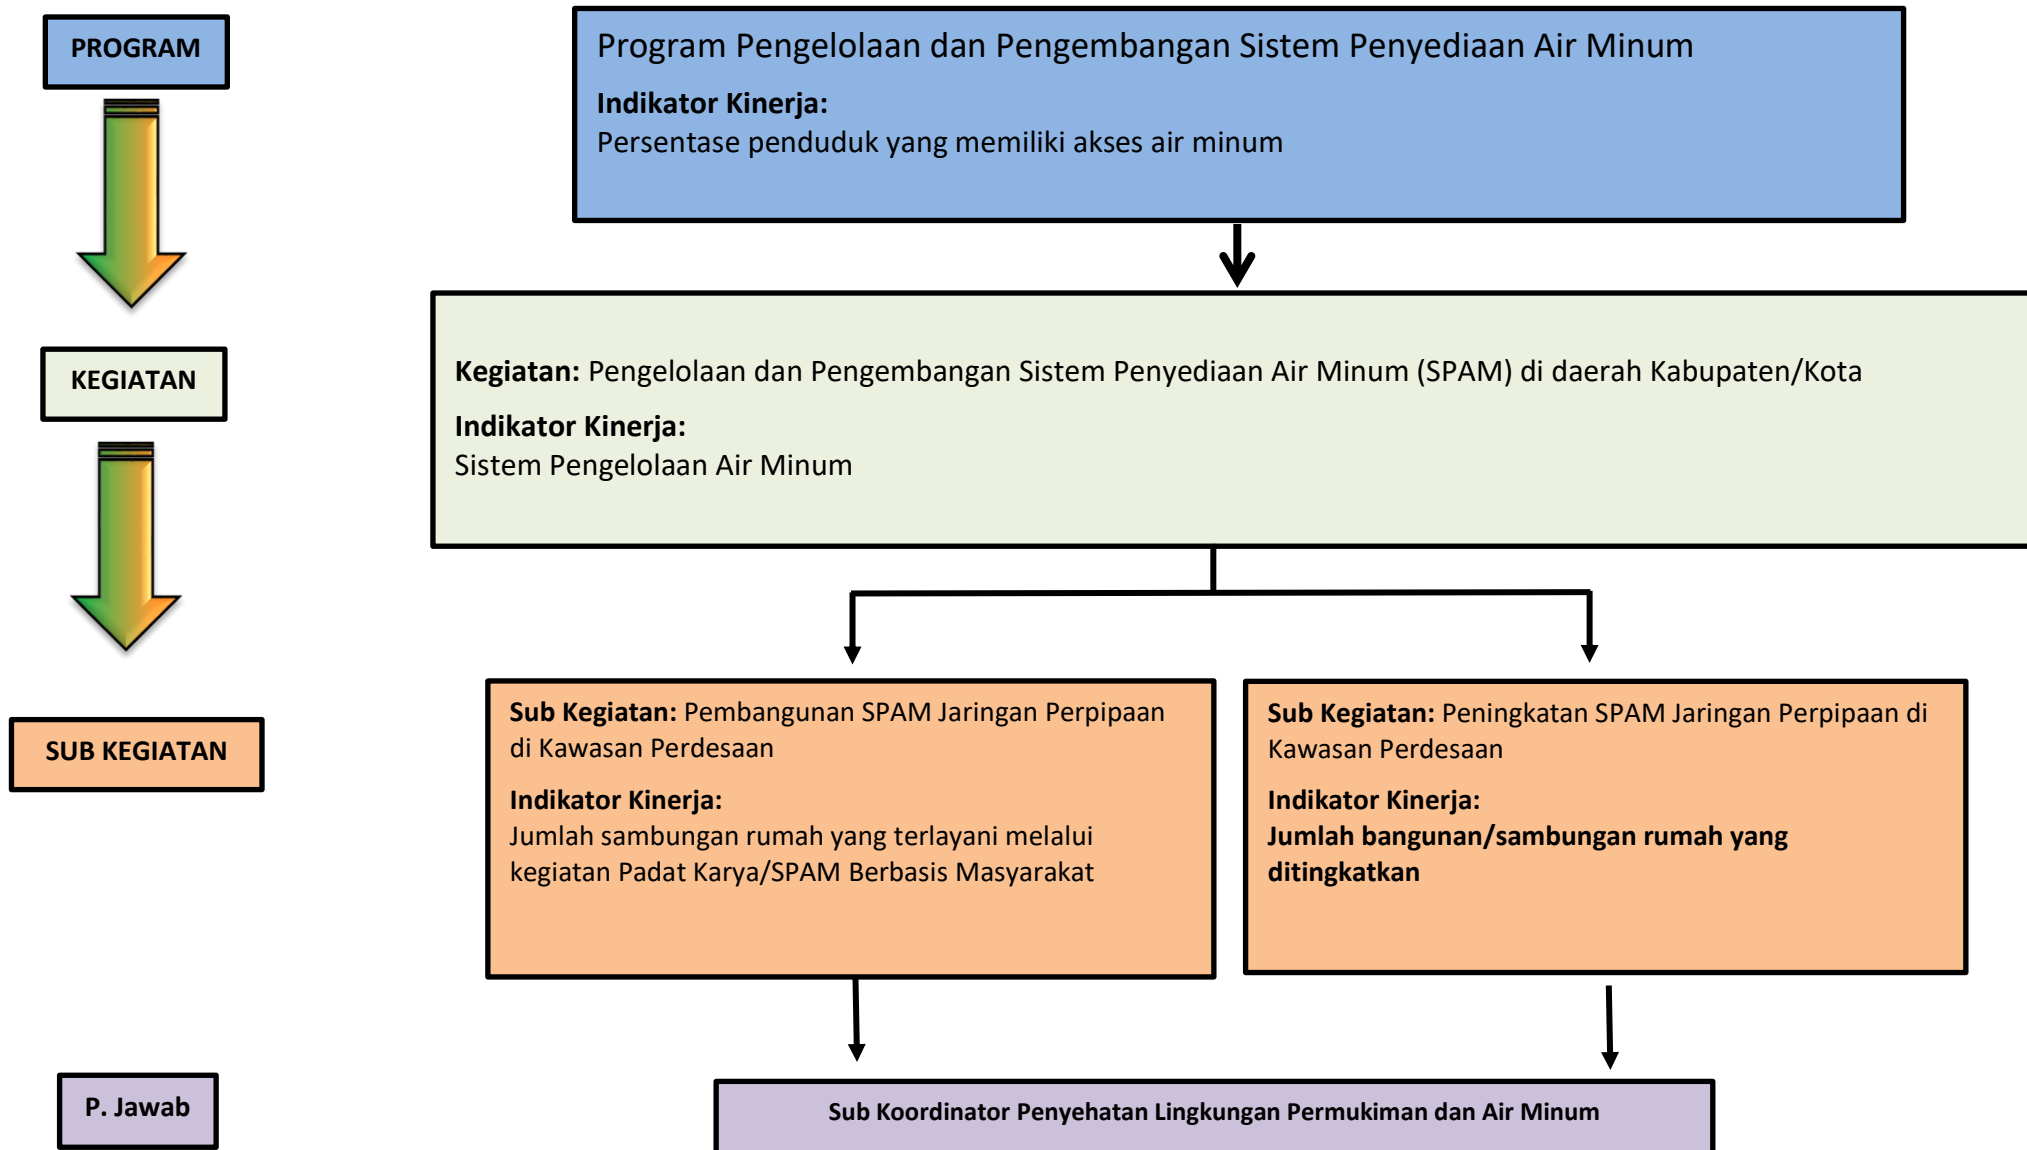 PROGRAM
Program Pengelolaan dan Pengembangan Sistem Penyediaan Air Minum
Indikator Kinerja:
Persentase penduduk yang memiliki akses air minum
KEGIATAN
Kegiatan: Pengelolaan dan Pengembangan Sistem Penyediaan Air Minum (SPAM) di daerah Kabupaten/Kota
Indikator Kinerja:
Sistem Pengelolaan Air Minum
SUB KEGIATAN
Sub Kegiatan: Pembangunan SPAM Jaringan Perpipaan
di Kawasan Perdesaan
Indikator Kinerja:
Jumlah sambungan rumah yang terlayani melalui
kegiatan Padat Karya/SPAM Berbasis Masyarakat
Sub Kegiatan: Peningkatan SPAM Jaringan Perpipaan di
Kawasan Perdesaan
Indikator Kinerja:
Jumlah bangunan/sambungan rumah yang
ditingkatkan
P. Jawab
Sub Koordinator Penyehatan Lingkungan Permukiman dan Air Minum